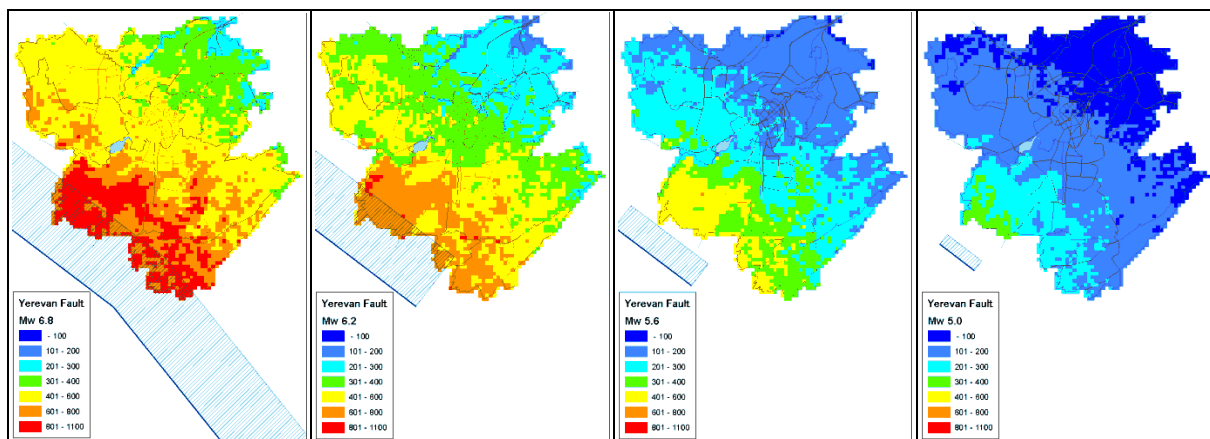 Yerevan Fault
Mw 6.8
- 100
101 - 200
201 - 300
301 - 400
401 - 600
601 - 800
801 - 1100
Yerevan Fault
Mw 6.2
- 100
101 - 200
201 - 300
301 - 400
401 - 600
601 - 800
801 - 1100
Yerevan Fault
Mw 5.6
- 100
101 - 200
201 - 300
301 - 400
401 - 600
601 - 800
801 - 1100
Yerevan Fault
Mw 5.0
- 100
101 - 200
201 - 300
301 - 400
401 - 600
601 - 800
801 - 1100